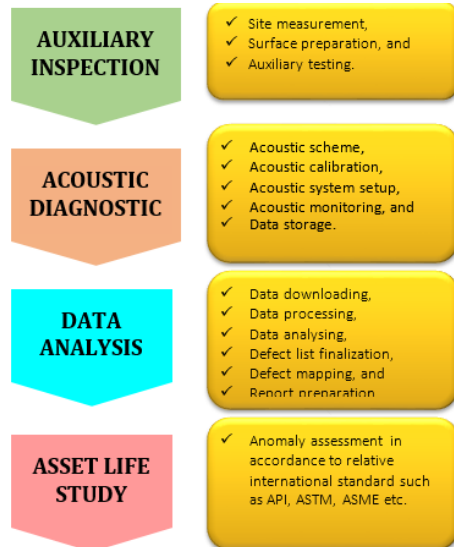 AUXILIARY
INSPECTION
✓ Site measurement,
✓ Surface preparation, and
✓ Auxiliary testing.
ACOUSTIC
DIAGNOSTIC
✓ Acoustic scheme,
✓ Acoustic calibration,
✓ Acoustic system setup,
✓ Acoustic monitoring, and
✓ Data storage.
DATA
ANALYSIS
✓ Data downloading,
✓ Data processing,
✓ Data analysing,
✓ Defect list finalization,
✓ Defect mapping, and
✓ Report preparation
ASSET LIFE
STUDY
✓ Anomaly assessment in
accordance to relative
international standard such
as API, ASTM, ASME etc.